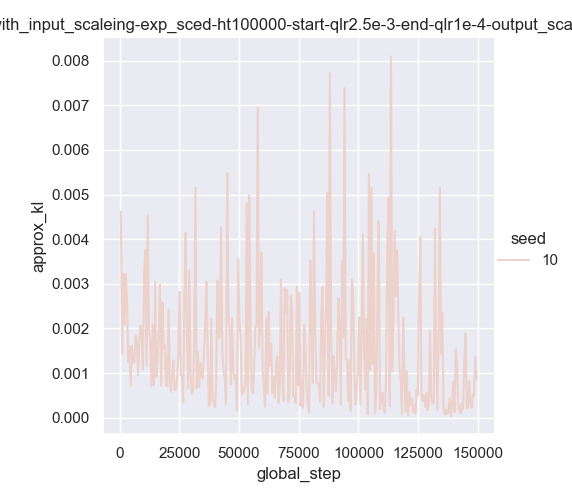 vith_input_scaleing-exp_sced-ht100000-start-qlr2.5e-3-end-qlr1e-4-output_sca
0.008
0.007
0.006
0.005
0.004
0.003
0.002
0.001
0.000
approx_kl
0 25000 50000 75000 100000 125000 150000
global_step
seed
10